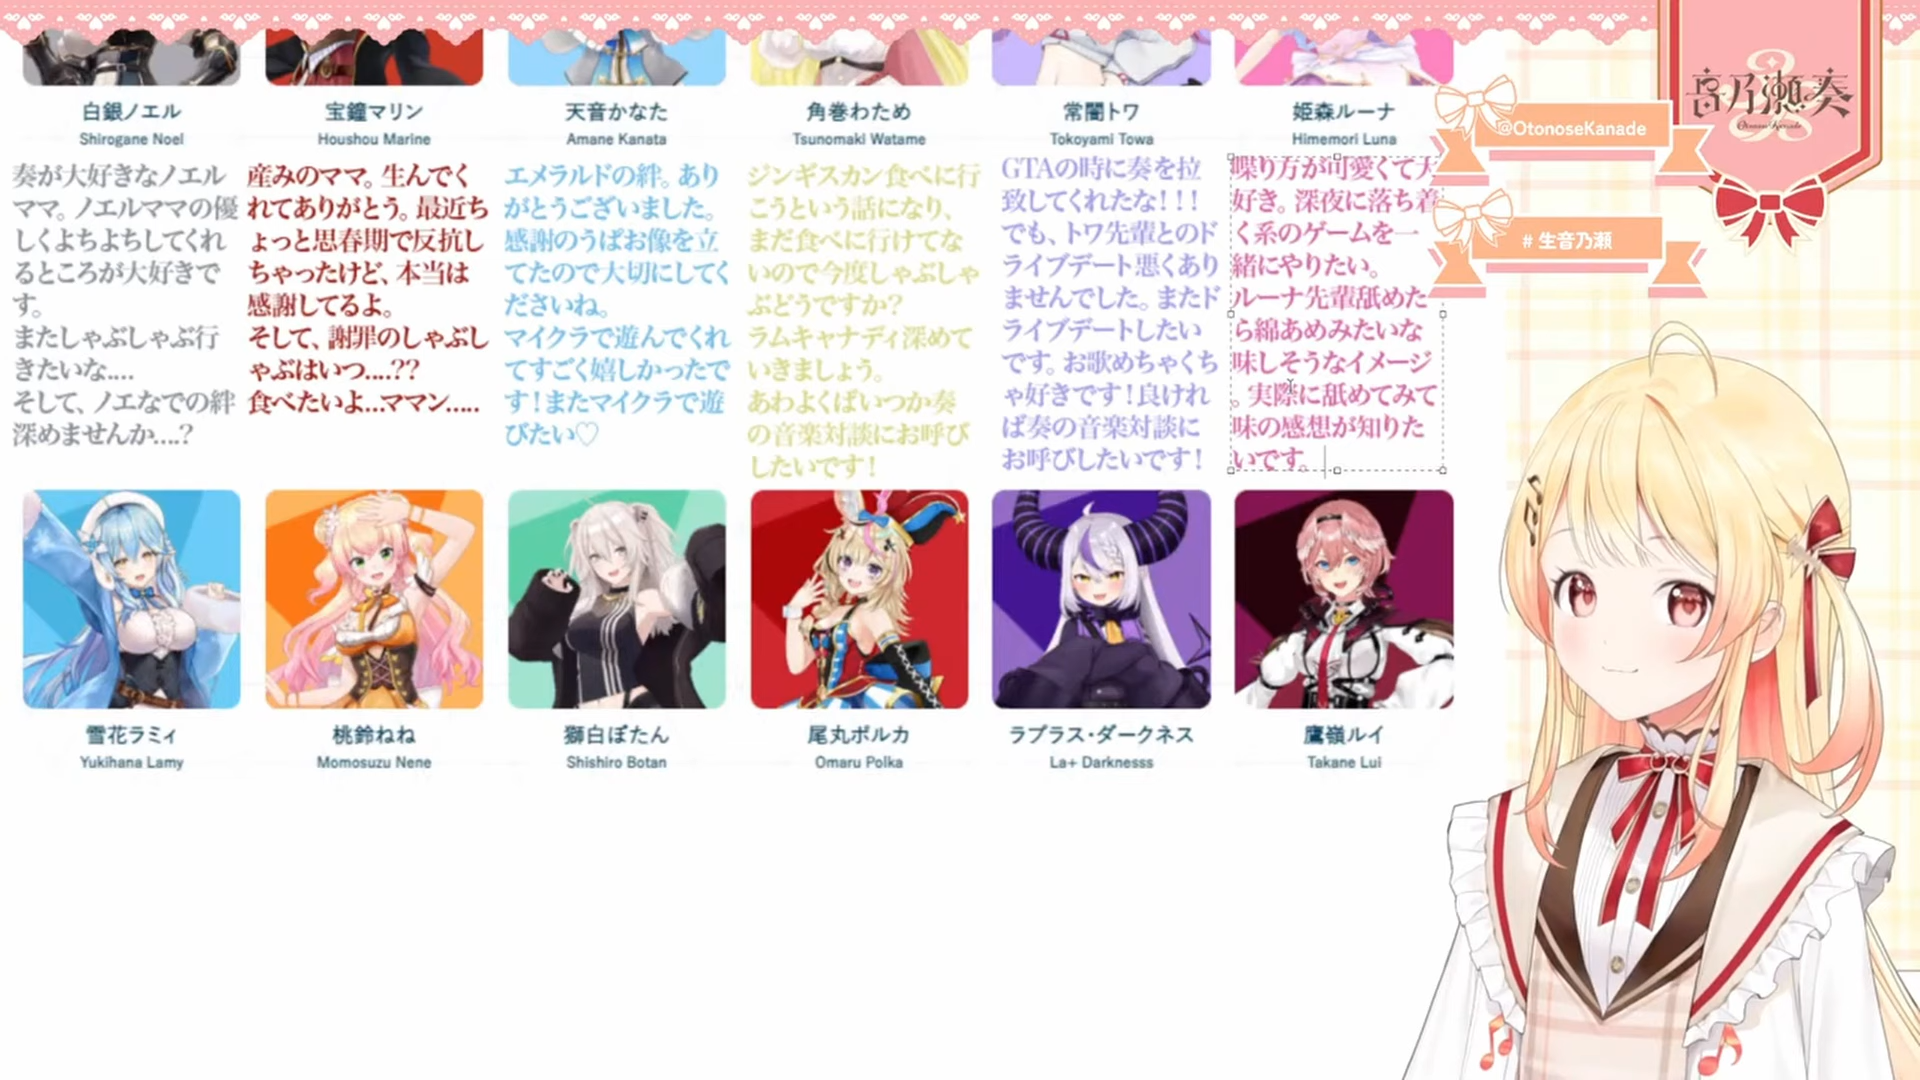 白銀ノエル
Shirogane Noel
宝鐘マリン
Houshou Marine
天音かなた
Amane Kanata
角巻わため
Tsunomaki Watame
常闇トワ
Tokoyami Towa
姫森ルーナ
Himemori Luna
奏が大好きなノエル
ママ。ノエルママの優
しくよちよちしてくれ
るところが大好きで
す。
またしゃぶしゃぶ行
きたいな....
そして、ノエなでの絆
深めませんか....?
産みのママ。生んでく
れてありがとう。最近ち
ょっと思春期で反抗し
ちゃったけど、本当は
感謝してるよ。
そして、謝罪のしゃぶし
ゃぶはいつ....??
食べたいよ...ママン.....
エメラルドの絆。あり
がとうございました。
感謝のうぱお像を立
てたので大切にしてく
ださいね。
マイクラで遊んでくれ
てすごく嬉しかったで
す!またマイクラで遊
びたい♡
ジンギスカン食べに行
こうという話になり、
まだ食べに行けてな
いので今度しゃぶしゃ
ぶどうですか?
ラムキャナディ深めて
いきましょう。
あわよくばいつか奏
の音楽対談にお呼び
したいです!
GTAの時に奏を拉
致してくれたな!!!
でも、トワ先輩とのド
ライブデート悪くあり
ませんでした。またド
ライブデートしたい
です。お歌めちゃくち
ゃ好きです!良けれ
ば奏の音楽対談に
お呼びしたいです!
喋り方が可愛くて大
好き。深夜に落ち着
く系のゲームを一
緒にやりたい。
ルーナ先輩舐めた
ら綿あめみたいな
味しそうなイメージ
。実際に舐めてみて
味の感想が知りた
いです。
雪花ラミィ
Yukihana Lamy
桃鈴ねね
Momosuzu Nene
獅白ぼたん
Shishiro Botan
尾丸ポルカ
Omaru Polka
ラプラス・ダークネス
La+ Darknesss
鷹嶺ルイ
Takane Lui
@OtonoseKanade
# 生音乃瀬
音乃瀬奏
Otonose Kanade